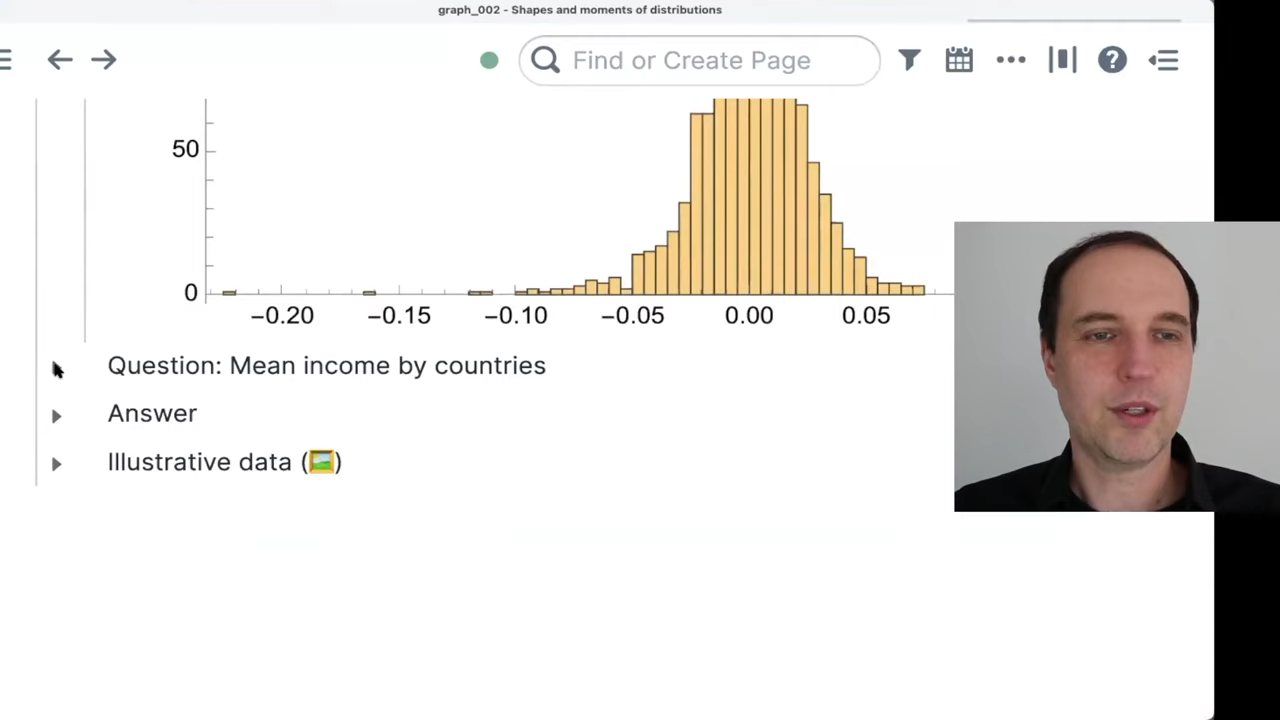 graph_002 - Shapes and moments of distributions
Find or Create Page
50
0
−0.20 −0.15 −0.10 −0.05 0.00 0.05
Question: Mean income by countries
Answer
Illustrative data (🖼️)